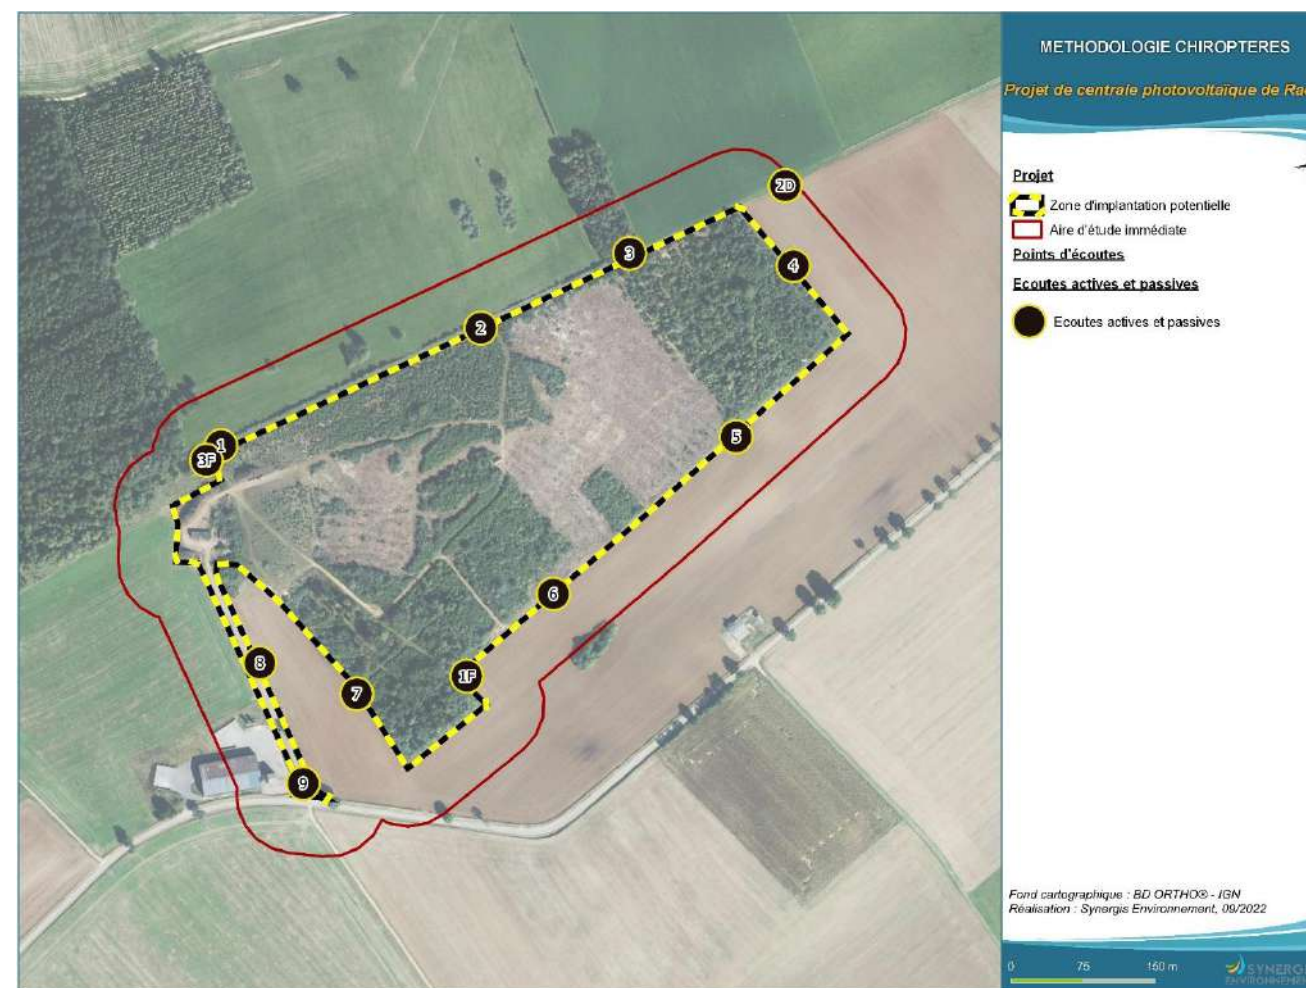 METHODOLOGIE CHIROPTERES
Projet de centrale photovoltaïque de
Projet
Zone d'implantation potentielle
Aire d'étude immédiate
Points d'écoutes
Ecoutes actives et passives
Ecoutes actives et passives
2D
3
4
2
1
3F
5
6
1F
8
7
9
Fond cartographique : BD ORTHO® - IGN
Réalisation : Synergis Environnement, 09/2022
0 75 150 m